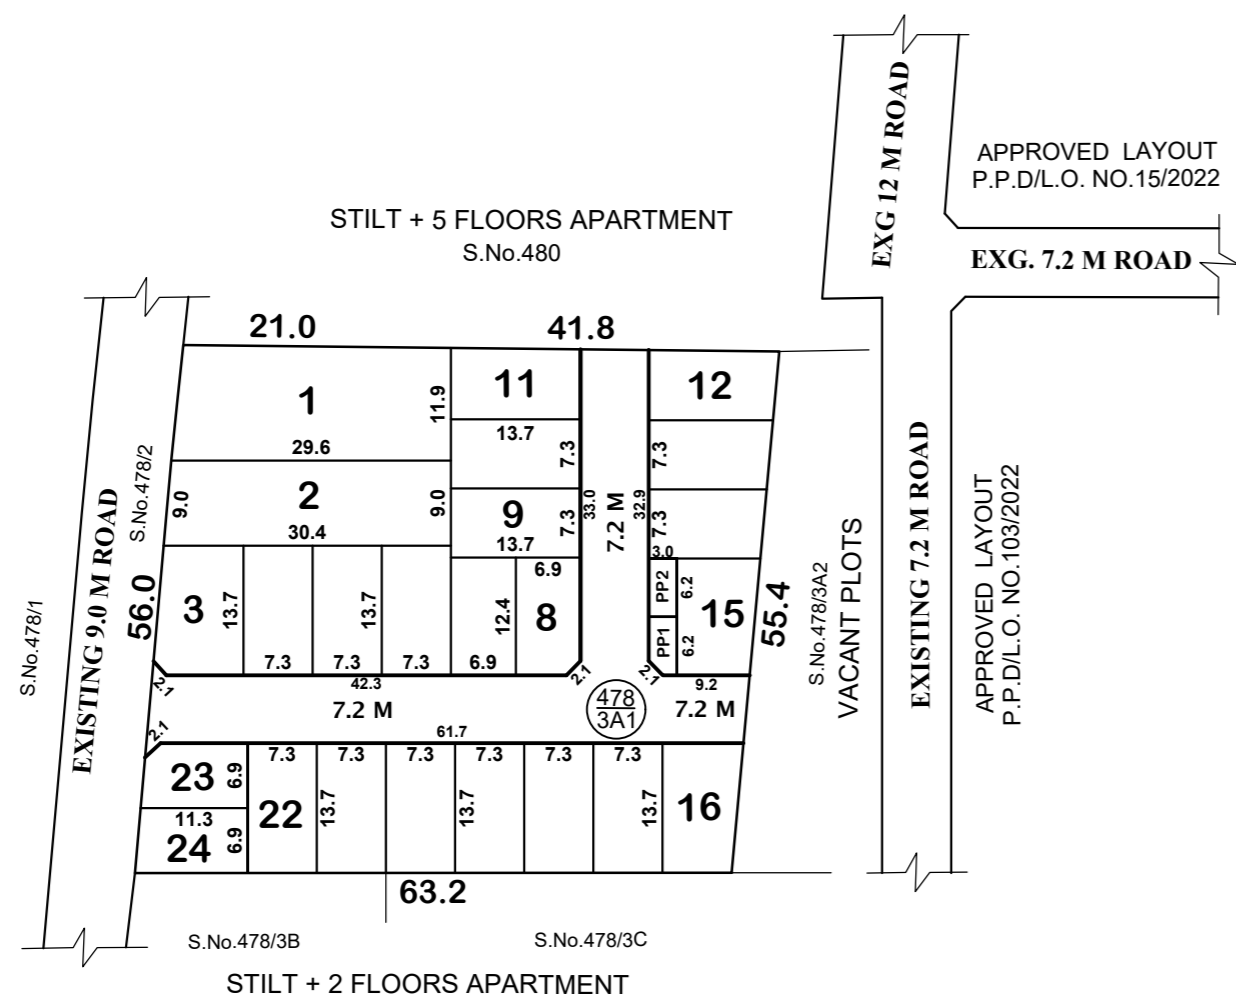 EXG 12 M ROAD
APPROVED LAYOUT
P.P.D/L.O. NO.15/2022
EXG. 7.2 M ROAD
STILT + 5 FLOORS APARTMENT
S.No.480
21.0
41.8
1
11.9
29.6
11
13.7
7.3
12
7.3
S.No.478/2
9.0
2
9.0
30.4
9
7.3
13.7
33.0
7.2 M
32.9
7.3
3.0
EXISTING 9.0 M ROAD
S.No.478/1
56.0
3
13.7
13.7
12.4
6.9
8
PP2
6.2
PP1
6.2
15
55.4
S.No.478/3A2
VACANT PLOTS
EXISTING 7.2 M ROAD
APPROVED LAYOUT
P.P.D/L.O. NO.103/2022
7.3
7.3
7.3
6.9
2.1
42.3
2.1
2.1
9.2
7.2 M
478
3A1
7.2 M
2.1
61.7
23
6.9
7.3
7.3
7.3
7.3
7.3
7.3
11.3
24
6.9
22
13.7
13.7
13.7
16
63.2
S.No.478/3B
S.No.478/3C
STILT + 2 FLOORS APARTMENT